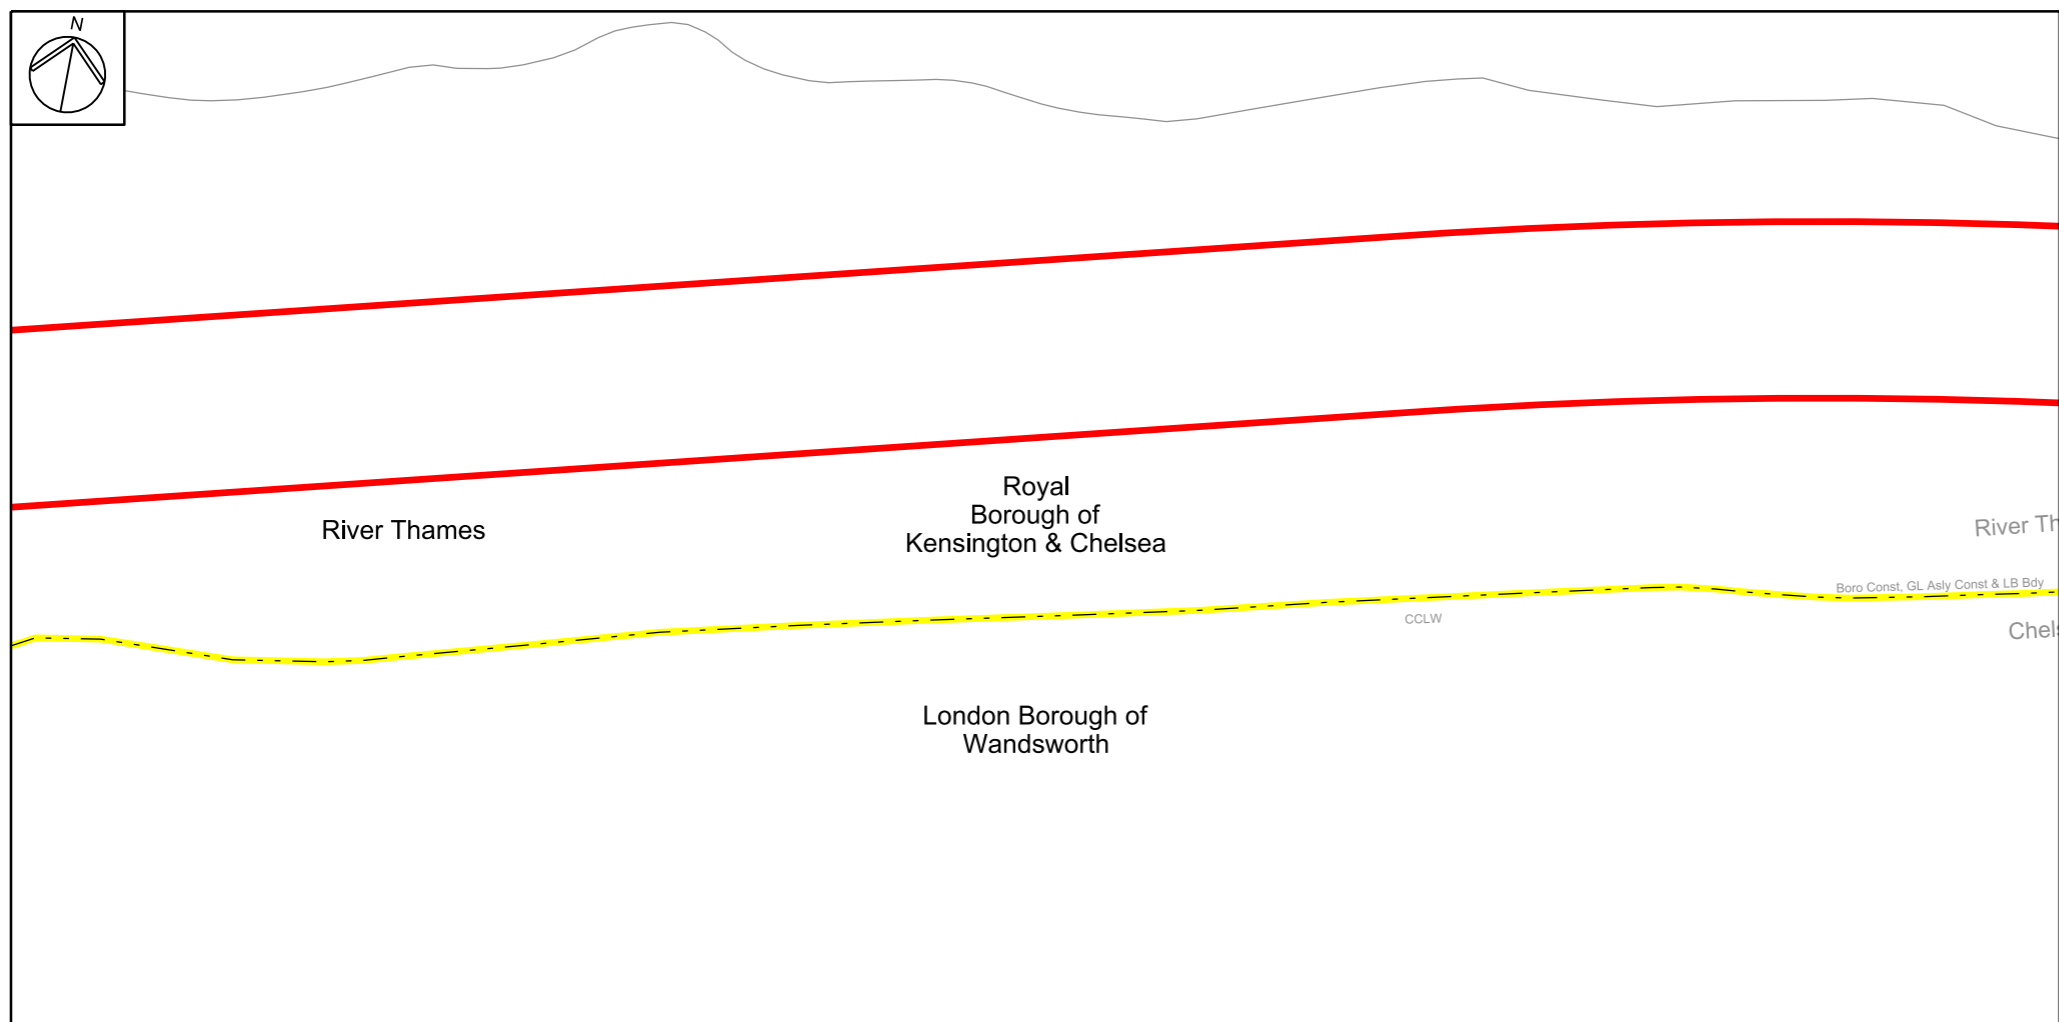 N
Royal
Borough of
Kensington & Chelsea
River Thames
River Th
Boro Const, GL Asly Const & LB Bdy
CCLW
Chels
London Borough of
Wandsworth